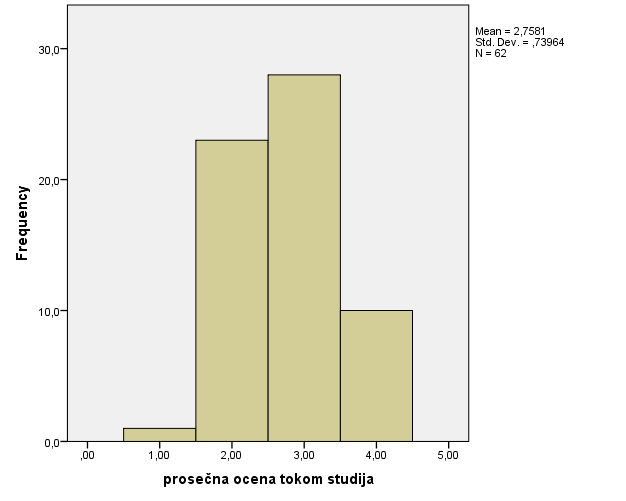 Mean = 2,7581
Std. Dev. = ,73964
N = 62
Frequency
30,0
20,0
10,0
0,0
,00 1,00 2,00 3,00 4,00 5,00
prosečna ocena tokom studija